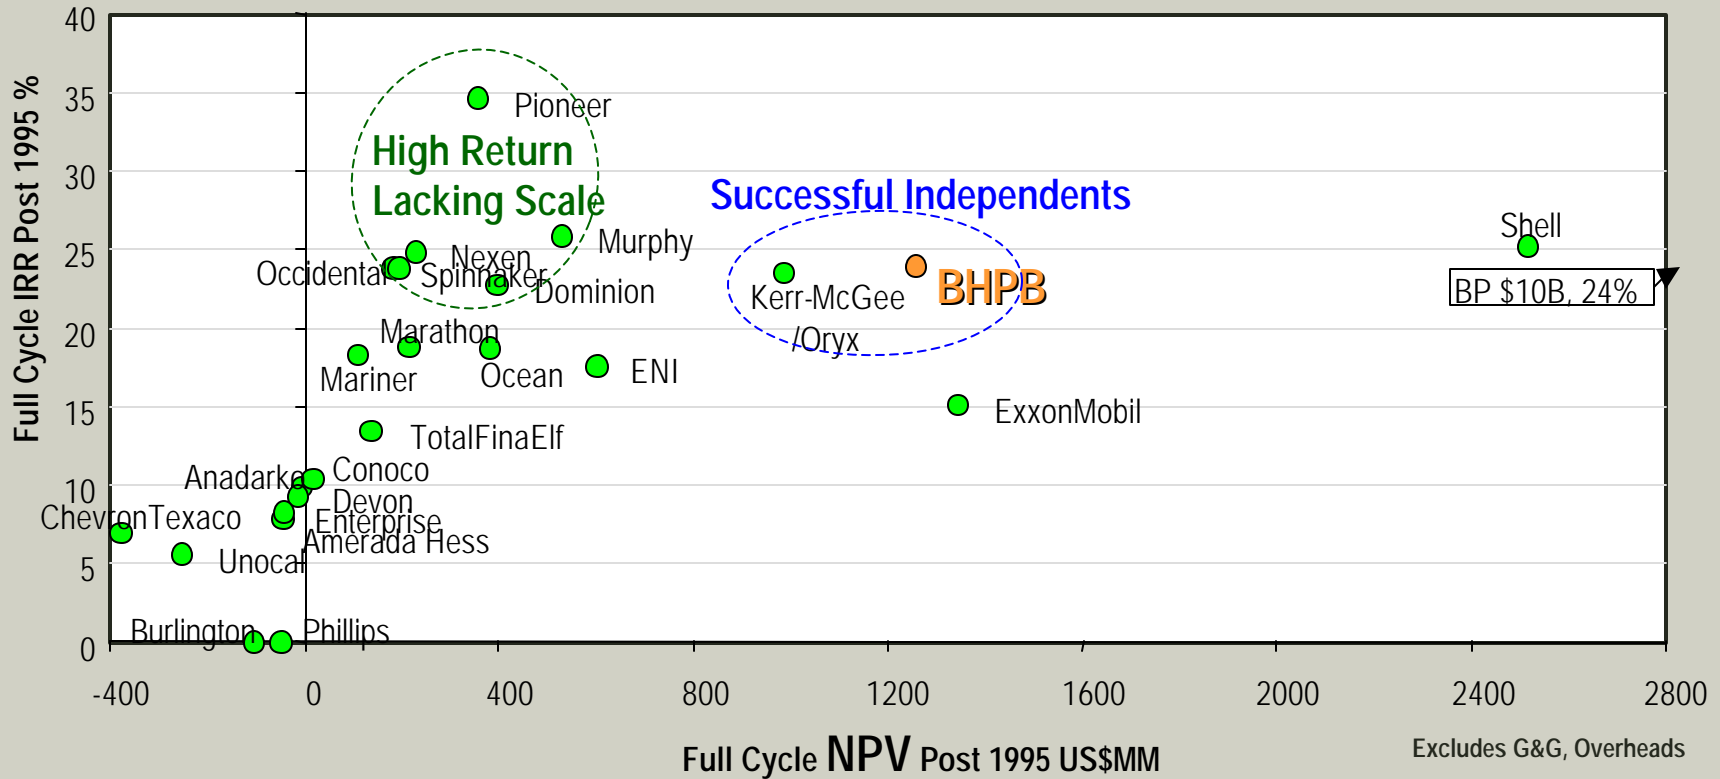 40
35
30
25
20
15
10
5
0
Full Cycle IRR Post 1995 %
Pioneer
High Return
Lacking Scale
Successful Independents
Shell
Murphy
Nexen
Occidental
Spinnaker
Dominion
BHPB
Kerr-McGee
/Oryx
BP $10B, 24%
Marathon
Mariner
Ocean
ENI
ExxonMobil
TotalFinaElf
Conoco
Anadarko
Devon
ChevronTexaco
Enterprise
Amerada Hess
Unocal
Burlington
Phillips
-400
0
400
800
1200
1600
2000
2400
2800
Full Cycle NPV Post 1995 US$MM
Excludes G&G, Overheads